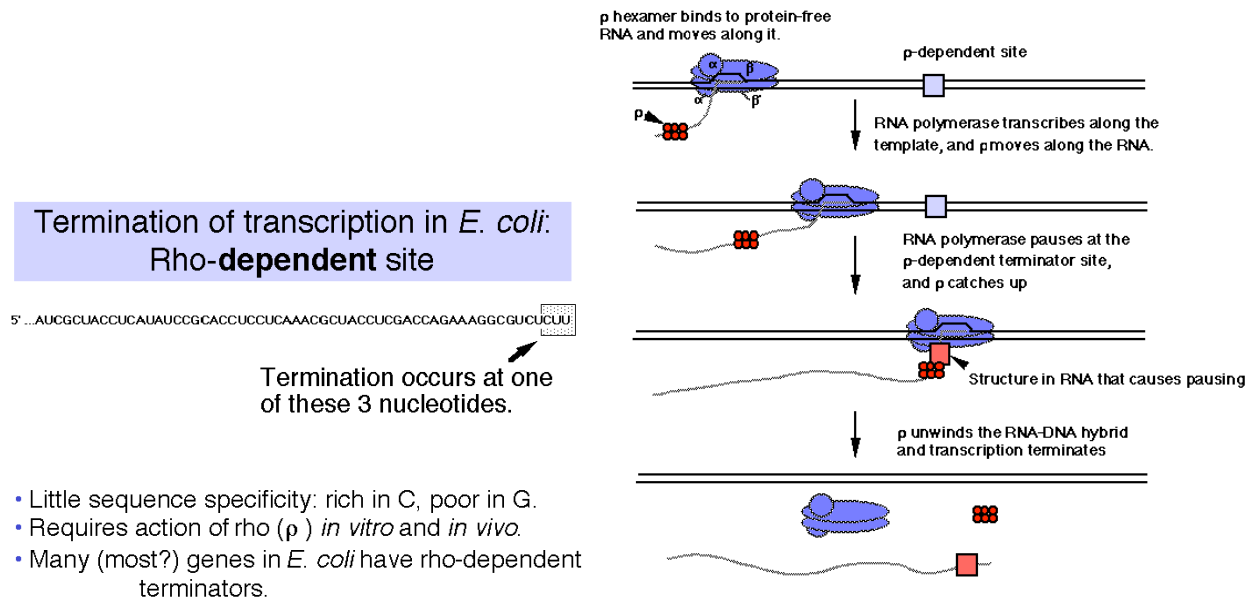 Termination of transcription in E. coli:
Rho-dependent site
5' ...AUCGCUACCUCAUAUCCGCACCUCCUCAAACGCUACCUCGACCAGAAAGGCGUCUCUU
Termination occurs at one
of these 3 nucleotides.
• Little sequence specificity: rich in C, poor in G.
• Requires action of rho (ρ ) in vitro and in vivo.
• Many (most?) genes in E. coli have rho-dependent
terminators.
ρ hexamer binds to protein-free
RNA and moves along it.
ρ-dependent site
α β
α β'
ρ
RNA polymerase transcribes along the
template, and ρ moves along the RNA.
RNA polymerase pauses at the
ρ-dependent terminator site,
and ρ catches up
Structure in RNA that causes pausing
ρ unwinds the RNA-DNA hybrid
and transcription terminates